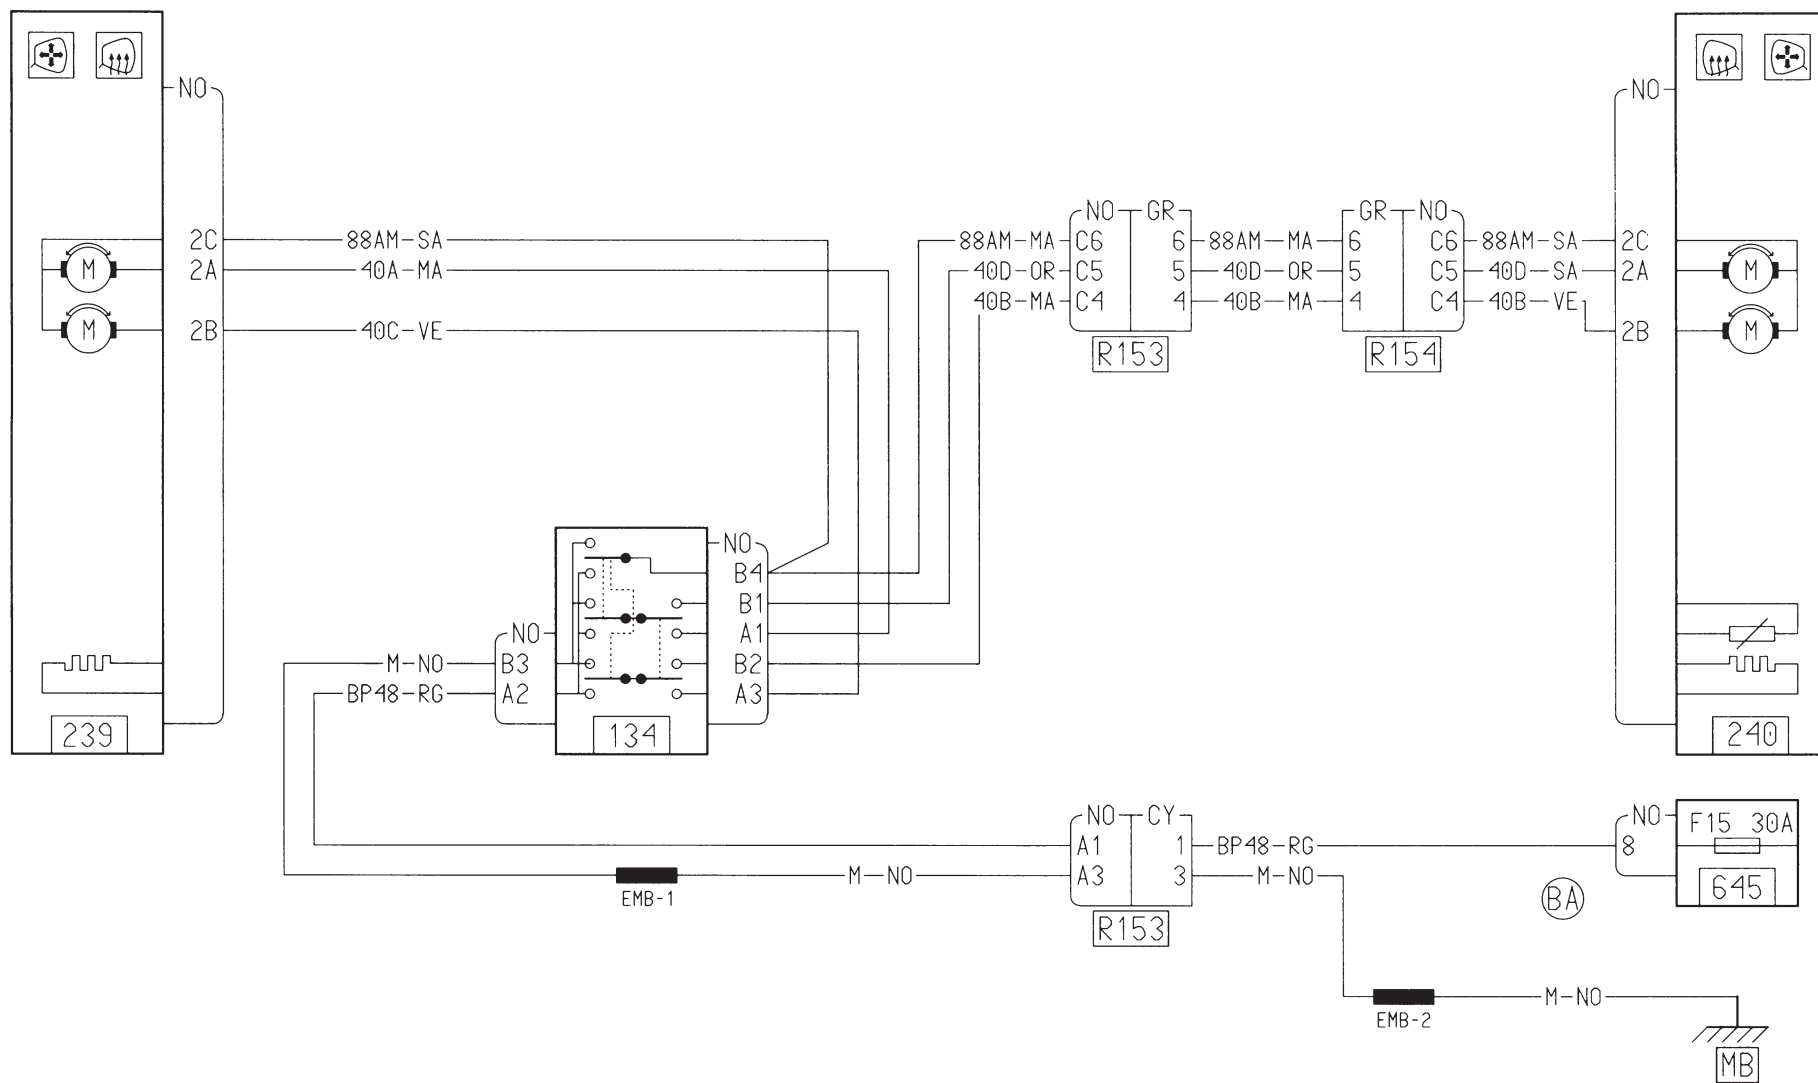 NO
NO
2C 88AM-SA
2A 40A-MA
2B 40C-VE
M
M
NO GR
88AM-MA C6 6 88AM-MA 6 C6 88AM-SA 2C
GR NO
40D-OR C5 5 40D-OR 5 C5 40D-SA 2A
40B-MA C4 4 40B-MA 4 C4 40B-VE
2B
M
M
R153
R154
NO
B4
B1
NO A1
M-NO B3 B2
BP48-RG A2 A3
239
134
240
NO CY
NO
F15 30A
A1 1 BP48-RG 8
M-NO A3 3 M-NO
EMB-1
645
BA
R153
M-NO
EMB-2
MB